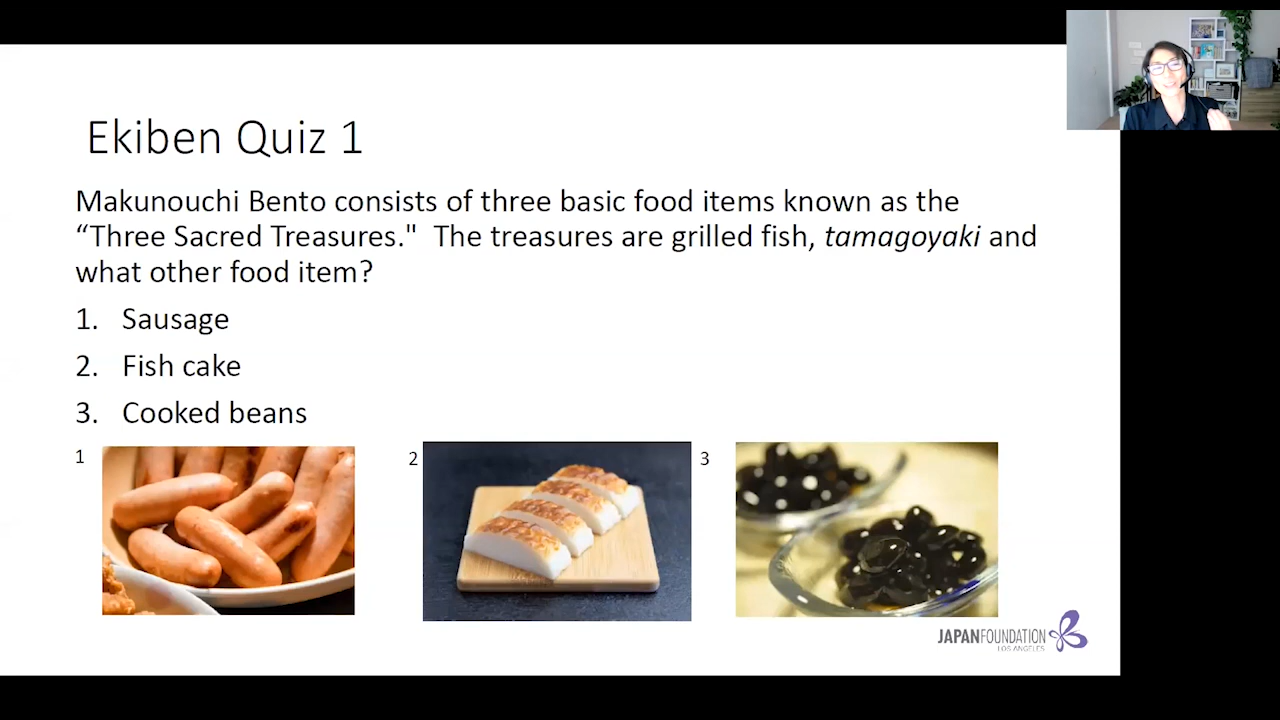 Ekiben Quiz 1
Makunouchi Bento consists of three basic food items known as the
“Three Sacred Treasures." The treasures are grilled fish, tamagoyaki and
what other food item?
1. Sausage
2. Fish cake
3. Cooked beans
1
2
3
JAPANFOUNDATION
LOS ANGELES